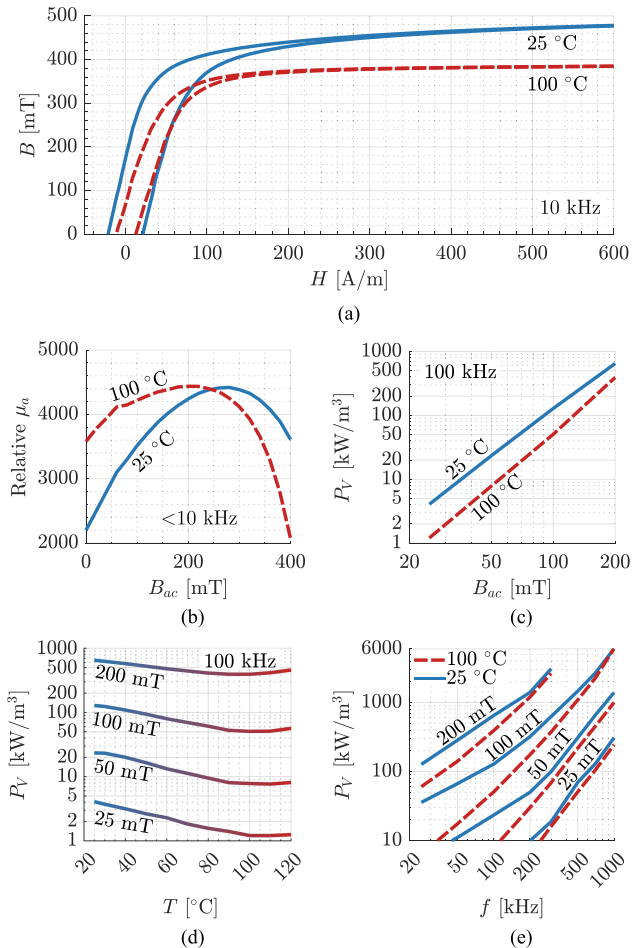 500
400
300
200
100
0
B [mT]
25 °C
100 °C
10 kHz
0
100
200
300
400
500
600
H [A/m]
(a)
5000
4000
3000
2000
Relative μa
100 °C
25 °C
<10 kHz
0
200
400
Bac [mT]
(b)
1000
500
200
100
50
20
10
5
2
1
PV [kW/m³]
100 kHz
25 °C
100 °C
20
50
100
200
Bac [mT]
(c)
1000
500
200
100
50
20
10
5
2
1
PV [kW/m³]
100 kHz
200 mT
100 mT
50 mT
25 mT
20
40
60
80
100
120
T [°C]
(d)
6000
1000
100
10
PV [kW/m³]
100 °C
25 °C
200 mT
100 mT
50 mT
25 mT
20
50
100
200
500
1000
f [kHz]
(e)